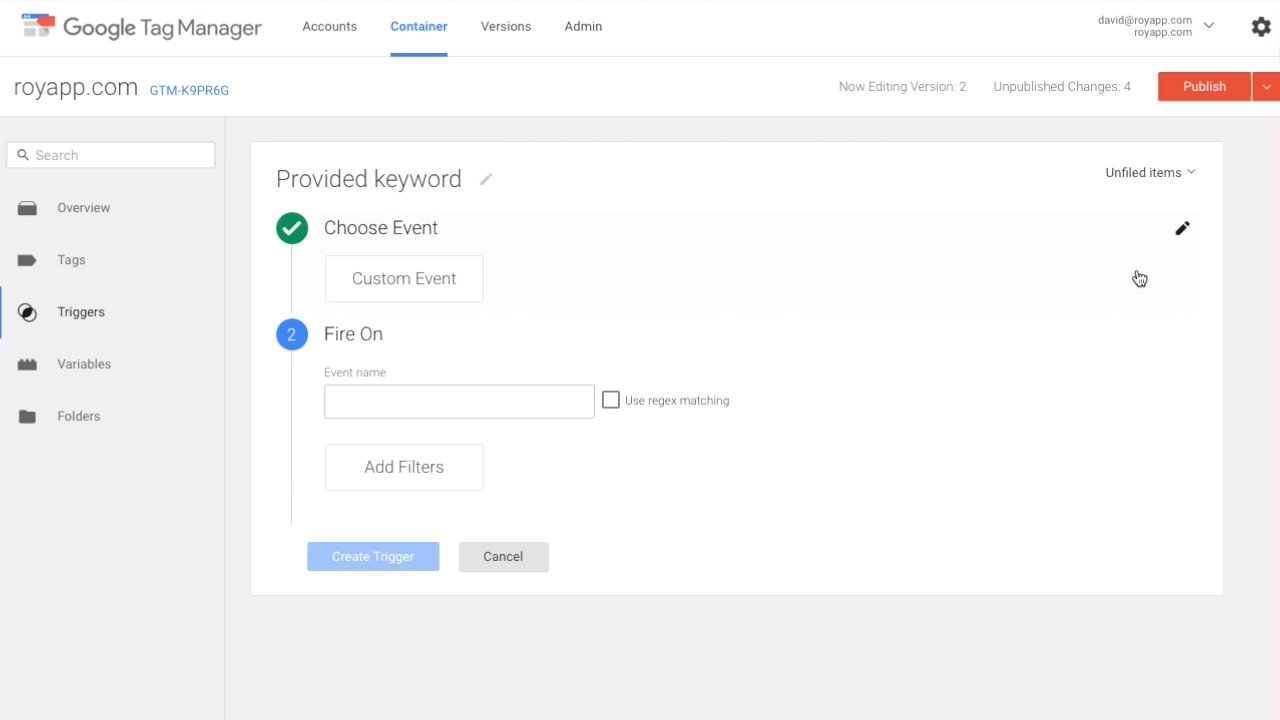 Google Tag Manager
Accounts
Container
Versions
Admin
david@royapp.com
royapp.com
royapp.com GTM-K9PR6G
Now Editing Version: 2
Unpublished Changes: 4
Publish
Search
Overview
Tags
Triggers
Variables
Folders
Provided keyword
Unfiled items
Choose Event
Custom Event
2 Fire On
Event name
Use regex matching
Add Filters
Create Trigger
Cancel